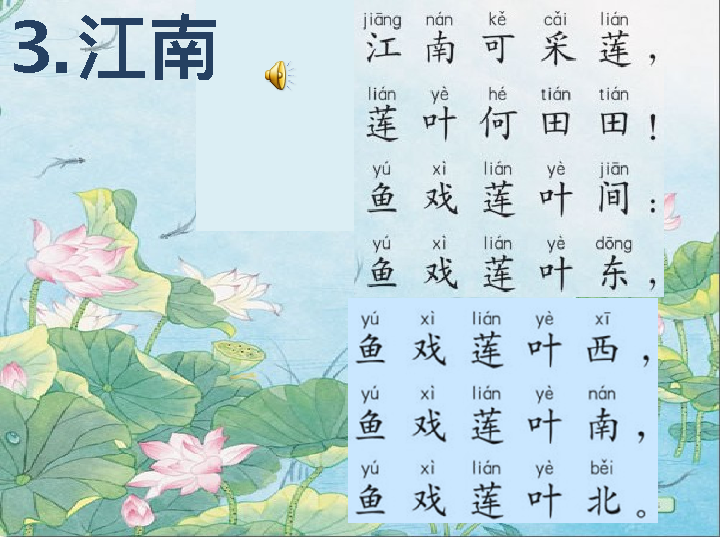 3.江南
jiāng nán kě cǎi lián
江南可采莲，
lián yè hé tián tián
莲叶何田田！
yú xì lián yè jiān
鱼戏莲叶间：
yú xì lián yè dōng
鱼戏莲叶东，
yú xì lián yè xī
鱼戏莲叶西，
yú xì lián yè nán
鱼戏莲叶南，
yú xì lián yè běi
鱼戏莲叶北。